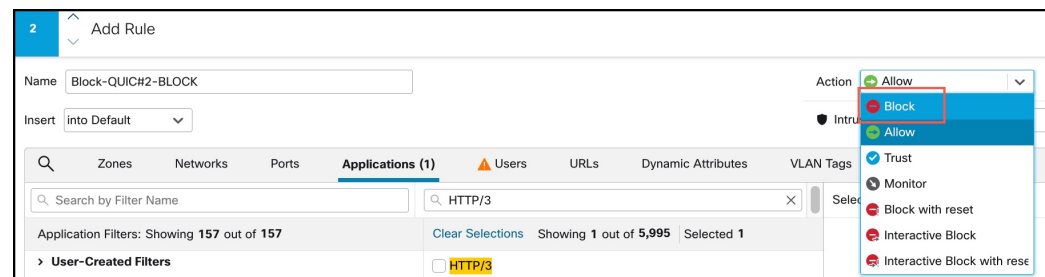 2 Add Rule
Name Block-QUIC#2-BLOCK Action Allow
Block
Insert into Default Intru
Allow
Zones Networks Ports Applications (1) Users URLs Dynamic Attributes VLAN Tags
Trust
Monitor
Search by Filter Name HTTP/3 Selec
Block with reset
Application Filters: Showing 157 out of 157 Clear Selections Showing 1 out of 5,995 Selected 1
Interactive Block
User-Created Filters HTTP/3
Interactive Block with rese